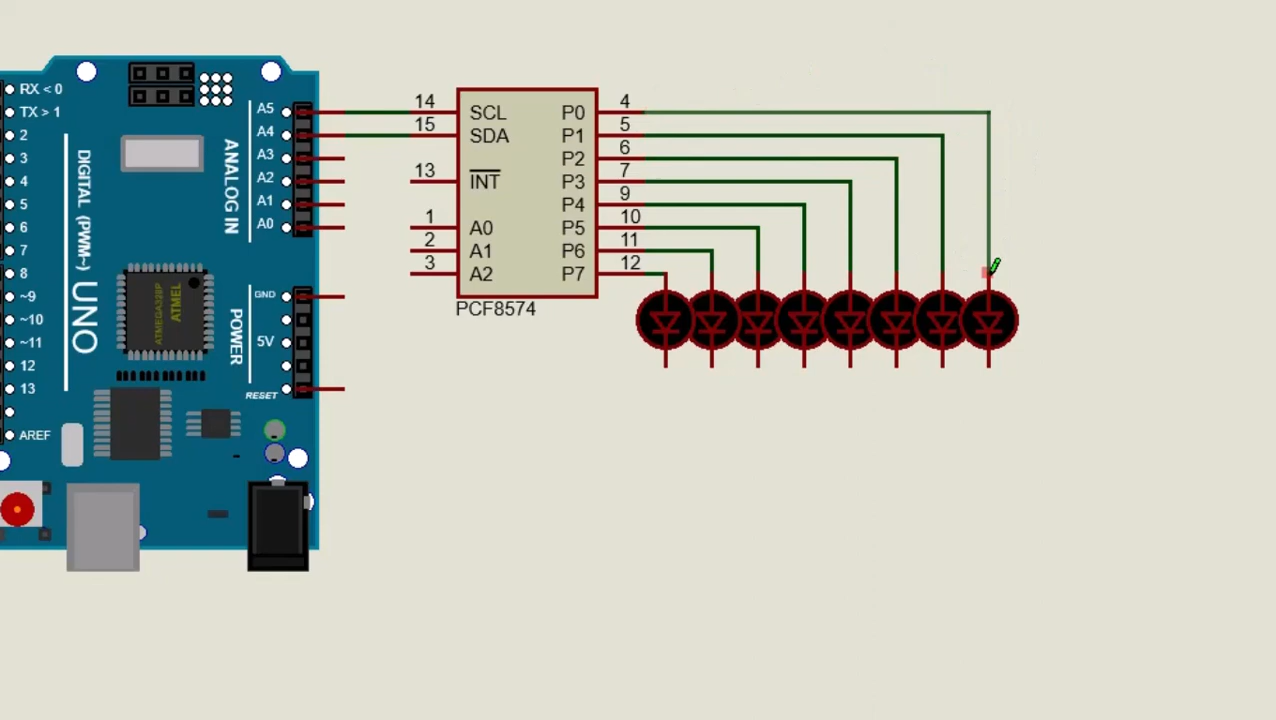 RX < 0
TX > 1
2
3
4
5
6
7
8
~9
~10
~11
12
13
AREF
DIGITAL (PWM~)
UNO
ATMEGA328P
ATMEL
ANALOG IN
A5
A4
A3
A2
A1
A0
POWER
GND
5V
RESET
14
15
13
1
2
3
SCL
SDA
INT
A0
A1
A2
P0
P1
P2
P3
P4
P5
P6
P7
4
5
6
7
9
10
11
12
PCF8574